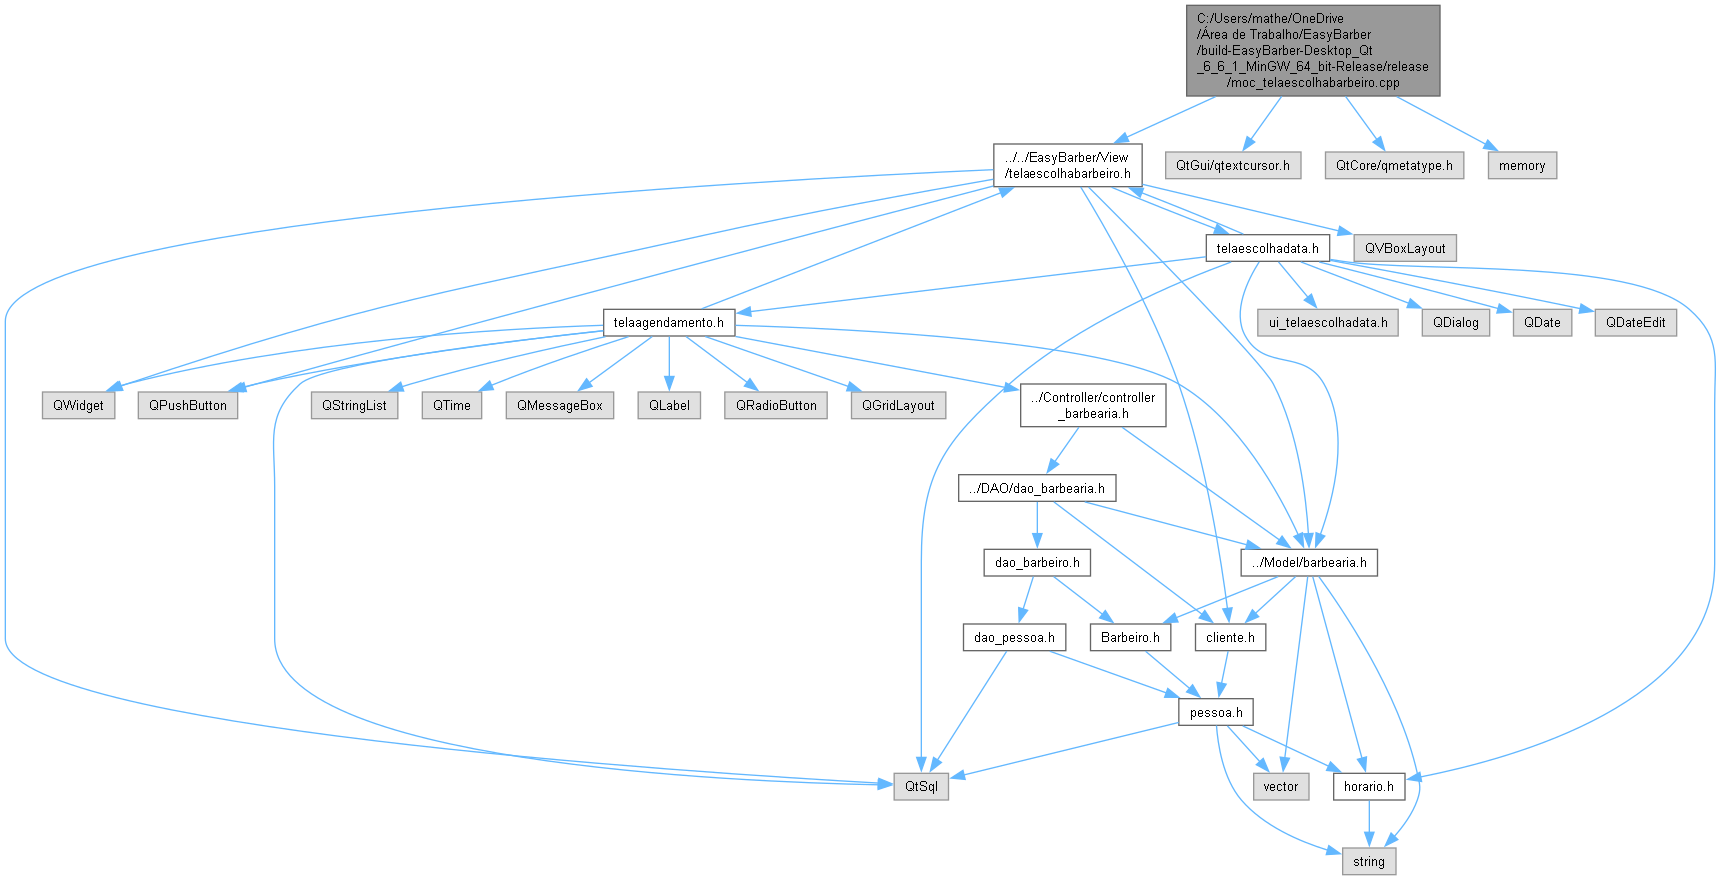 C:/Users/mathe/OneDrive
/Área de Trabalho/EasyBarber
/build-EasyBarber-Desktop_Qt
_6_6_1_MinGW_64_bit-Release/release
/moc_telaescolhabarbeiro.cpp
../../EasyBarber/View
/telaescolhabarbeiro.h
QtGui/qtextcursor.h
QtCore/qmetatype.h
memory
telaescolhadata.h
QVBoxLayout
telaagendamento.h
ui_telaescolhadata.h
QDialog
QDate
QDateEdit
QWidget
QPushButton
QStringList
QTime
QMessageBox
QLabel
QRadioButton
QGridLayout
../Controller/controller
_barbearia.h
../DAO/dao_barbearia.h
dao_barbeiro.h
../Model/barbearia.h
dao_pessoa.h
Barbeiro.h
cliente.h
pessoa.h
QtSql
vector
horario.h
string